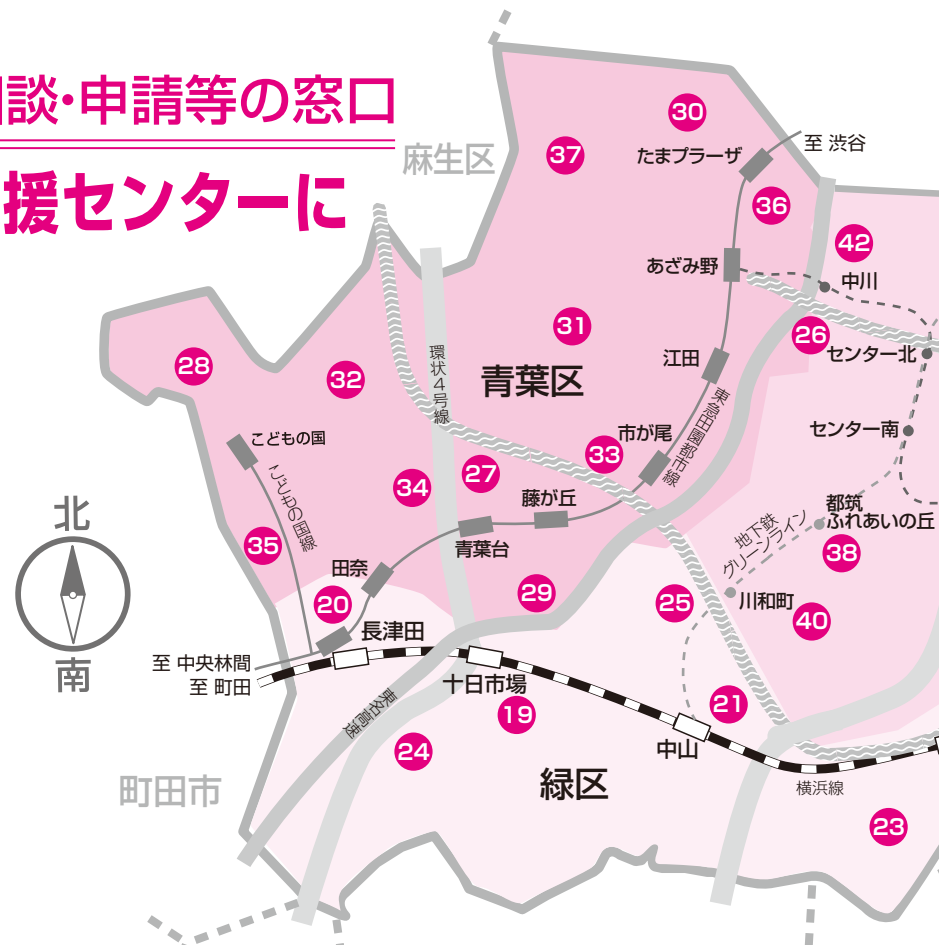 談・申請等の窓口
援センターに
麻生区
30
37
たまプラーザ
至 渋谷
36
42
あざみ野
中川
31
26
センター北
28
32
環状4号線
青葉区
江田
東急田園都市線
市が尾
33
センター南
こどもの国
こどもの国線
34
27
藤が丘
青葉台
都筑
ふれあいの丘
地下鉄
グリーンライン
38
北
南
35
田奈
20
29
25
川和町
40
長津田
至 中央林間
至 町田
十日市場
19
21
中山
東名高速
24
町田市
緑区
横浜線
23